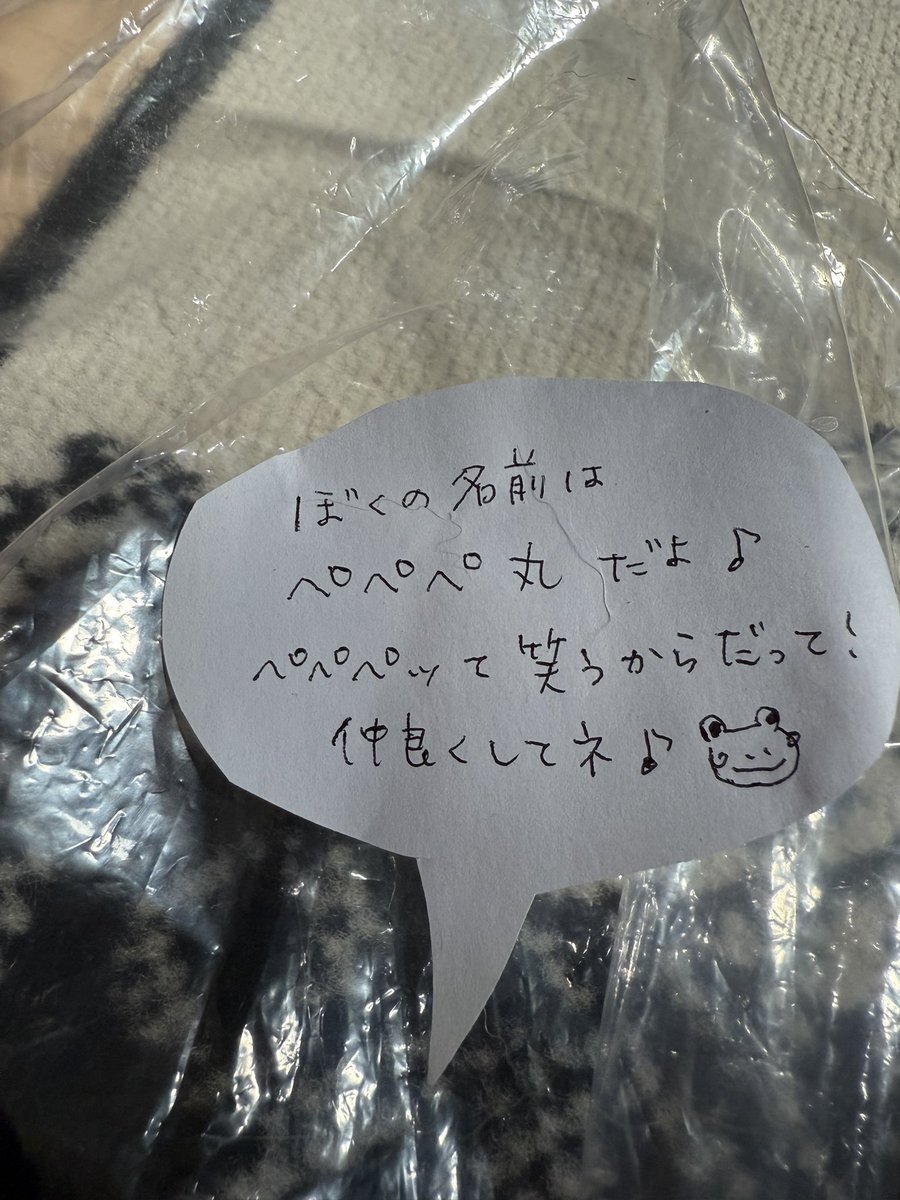 ぼくの名前は
ペペペ丸だよ♪
ペペペッて笑うからだって!
仲良くしてネ♪